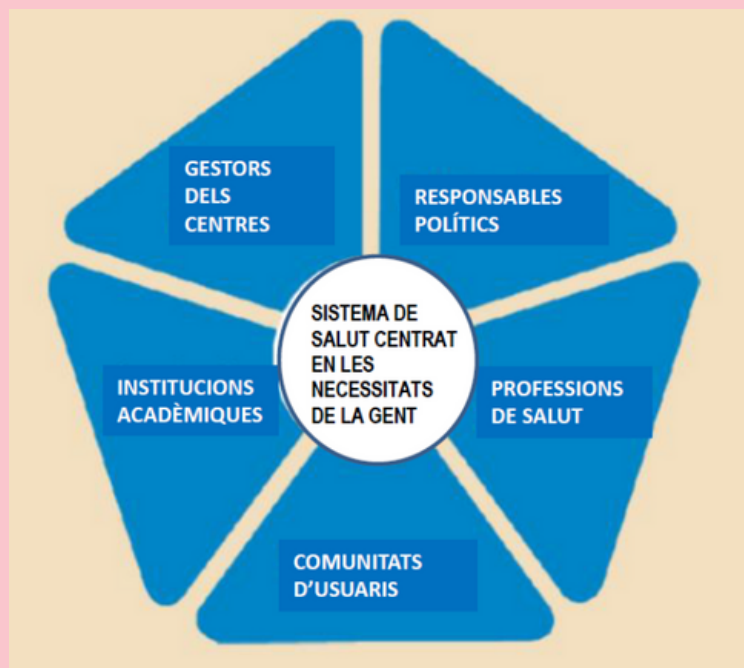 GESTORS
DELS
CENTRES
RESPONSABLES
POLÍTICS
SISTEMA DE
SALUT CENTRAT
EN LES
NECESSITATS
DE LA GENT
INSTITUCIONS
ACADÈMIQUES
PROFESSIONS
DE SALUT
COMUNITATS
D'USUARIS